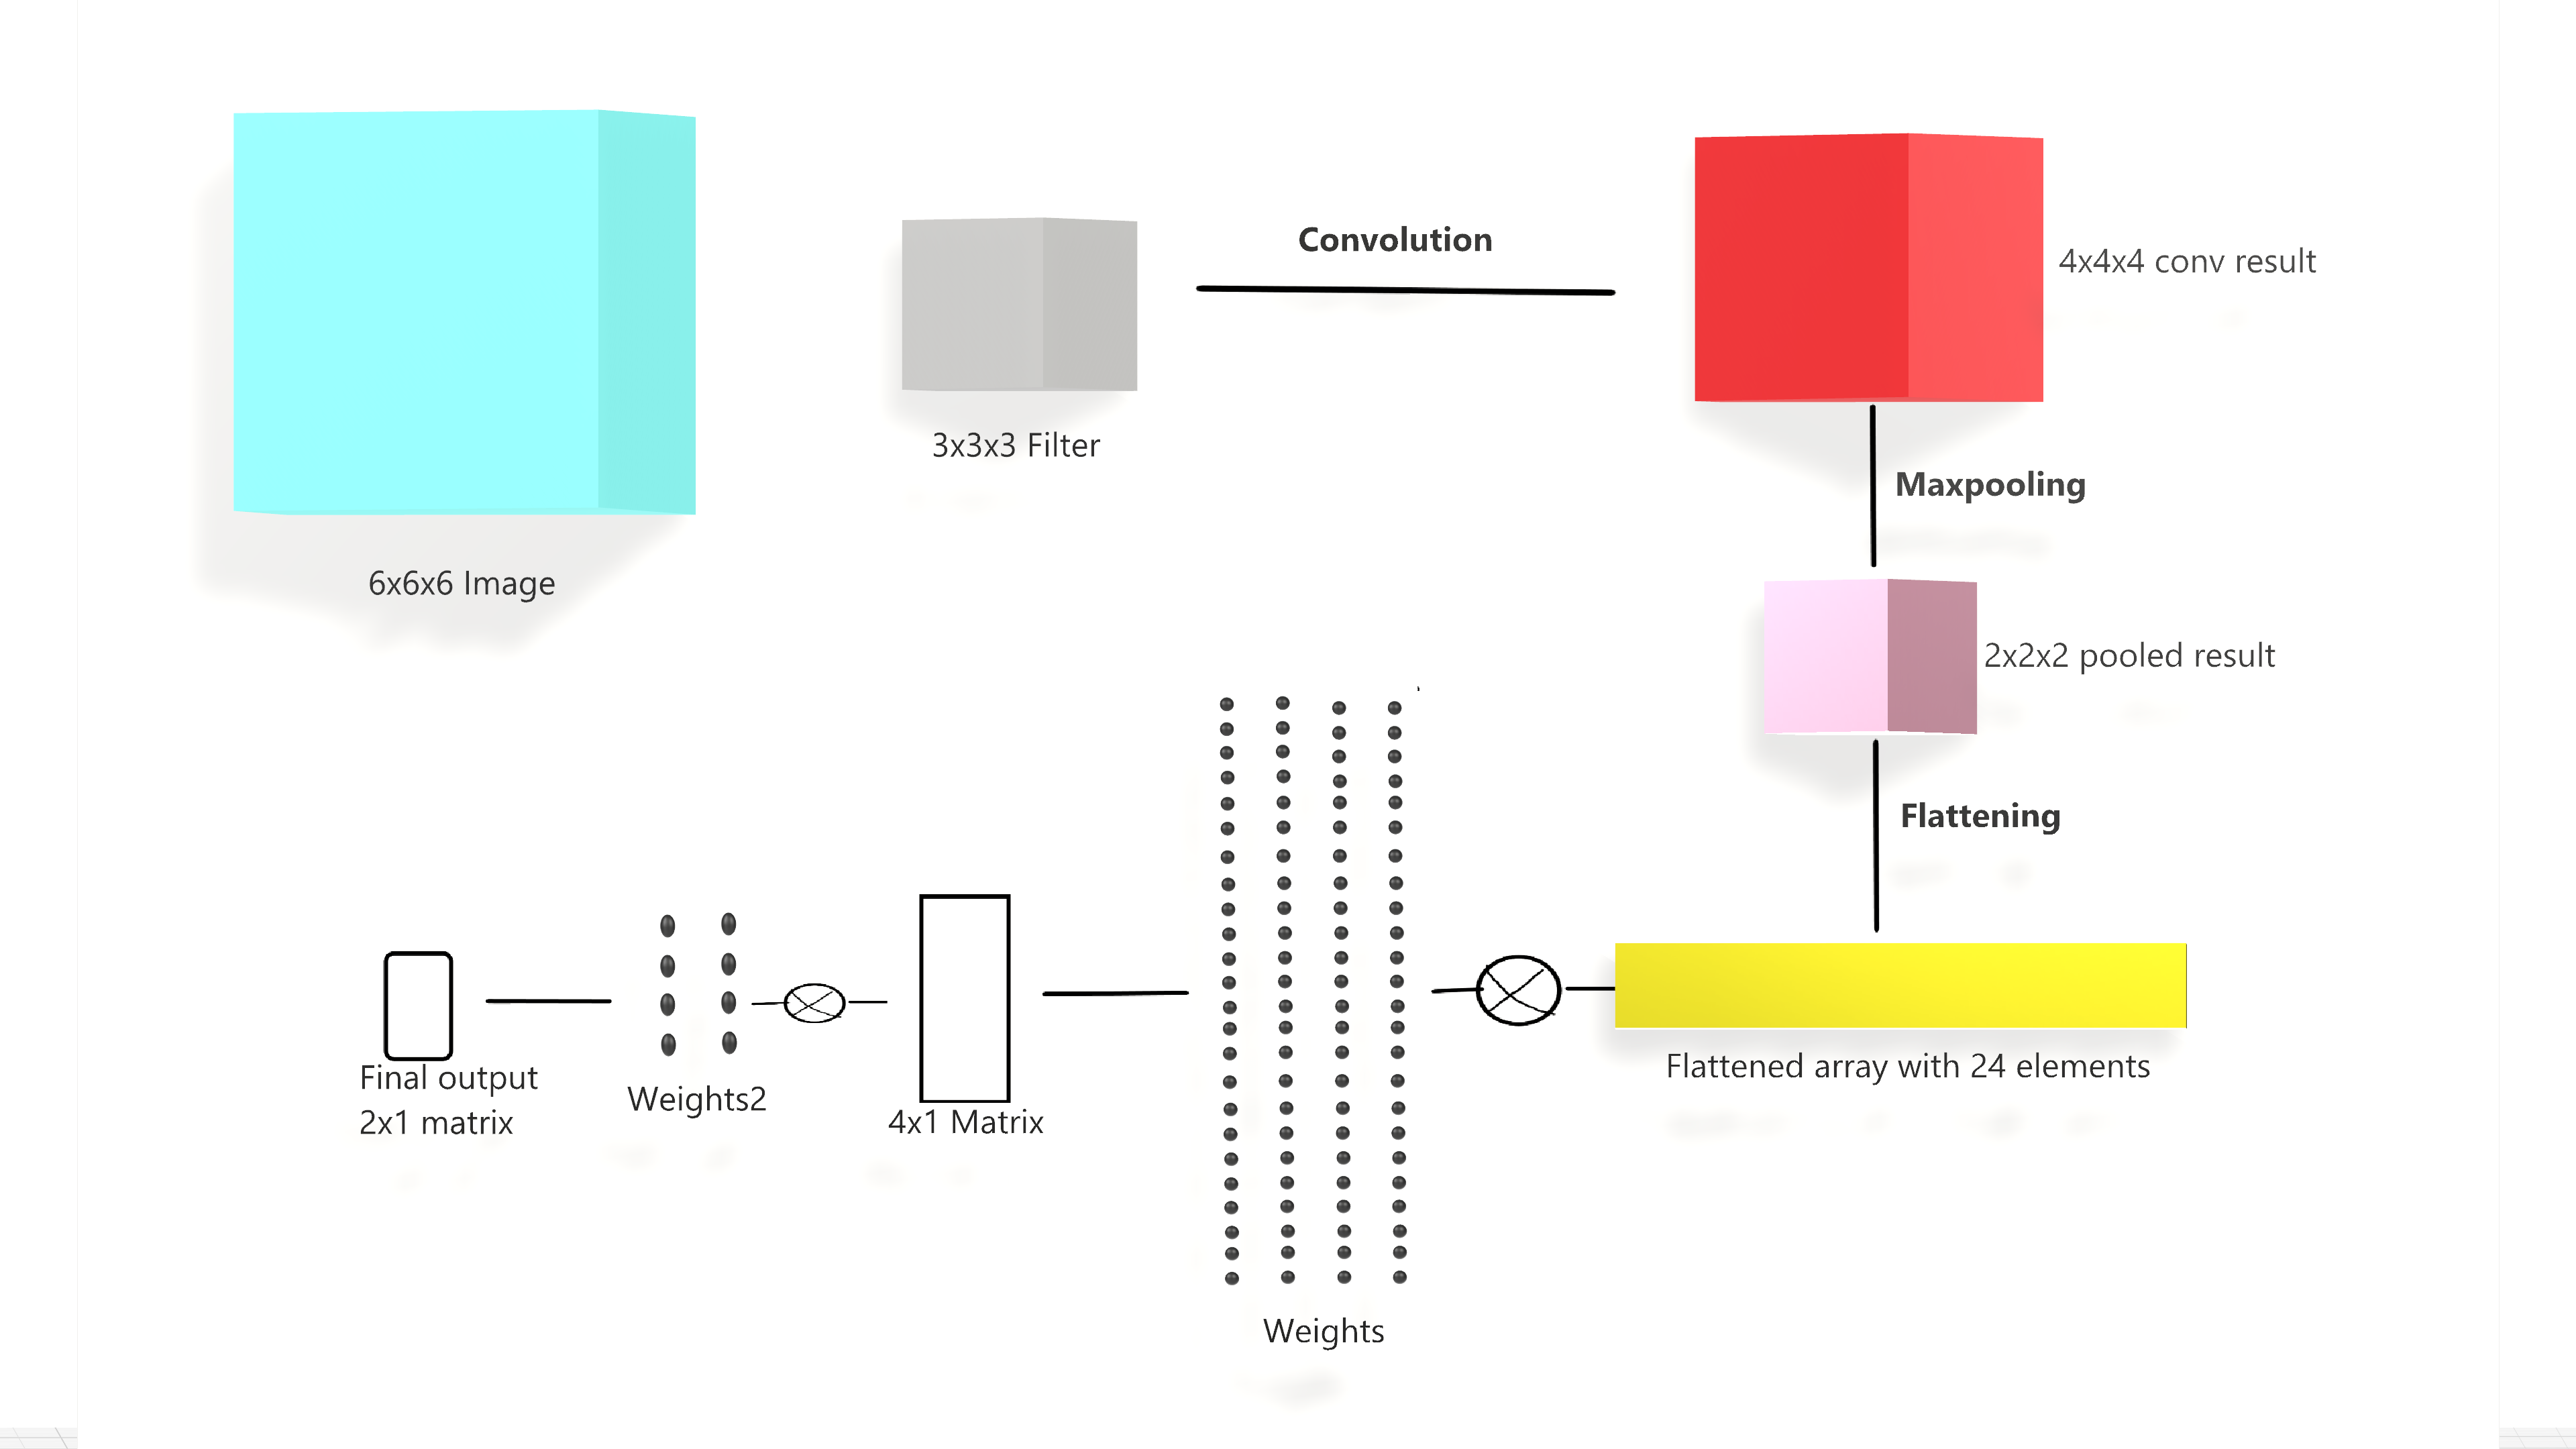 Convolution
4x4x4 conv result
3x3x3 Filter
Maxpooling
6x6x6 Image
2x2x2 pooled result
Flattening
Flattened array with 24 elements
Final output
2x1 matrix
Weights2
4x1 Matrix
Weights